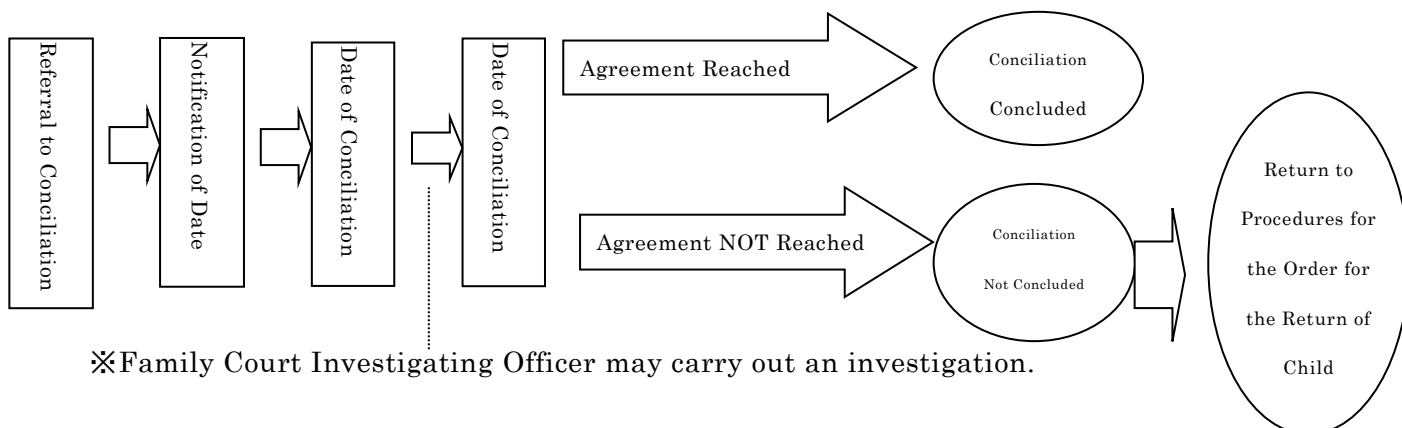 Referral to Conciliation
Notification of Date
Date of Conciliation
Date of Conciliation
Agreement Reached
Conciliation
Concluded
Agreement NOT Reached
Conciliation
Not Concluded
Return to
Procedures for
the Order for
the Return of
Child
※Family Court Investigating Officer may carry out an investigation.